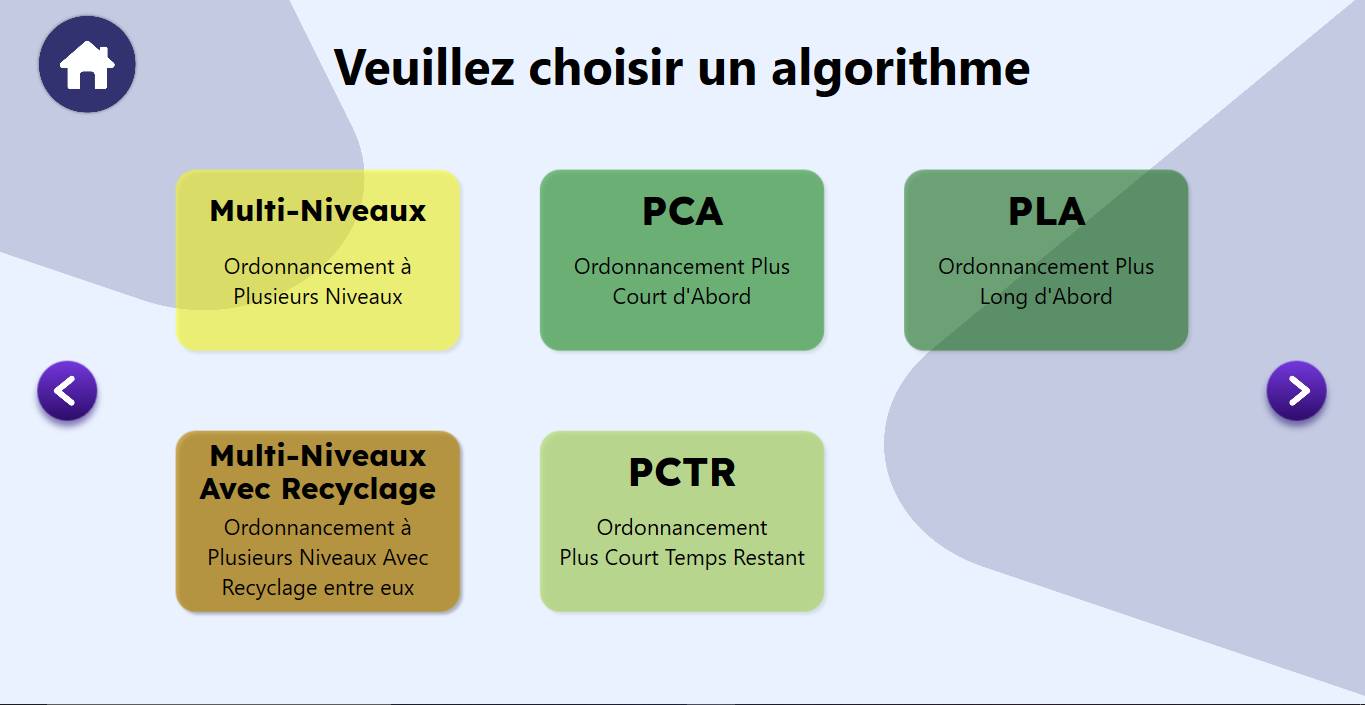 Veuillez choisir un algorithme
Multi-Niveaux
Ordonnancement à
Plusieurs Niveaux
PCA
Ordonnancement Plus
Court d'Abord
PLA
Ordonnancement Plus
Long d'Abord
Multi-Niveaux
Avec Recyclage
Ordonnancement à
Plusieurs Niveaux Avec
Recyclage entre eux
PCTR
Ordonnancement
Plus Court Temps Restant